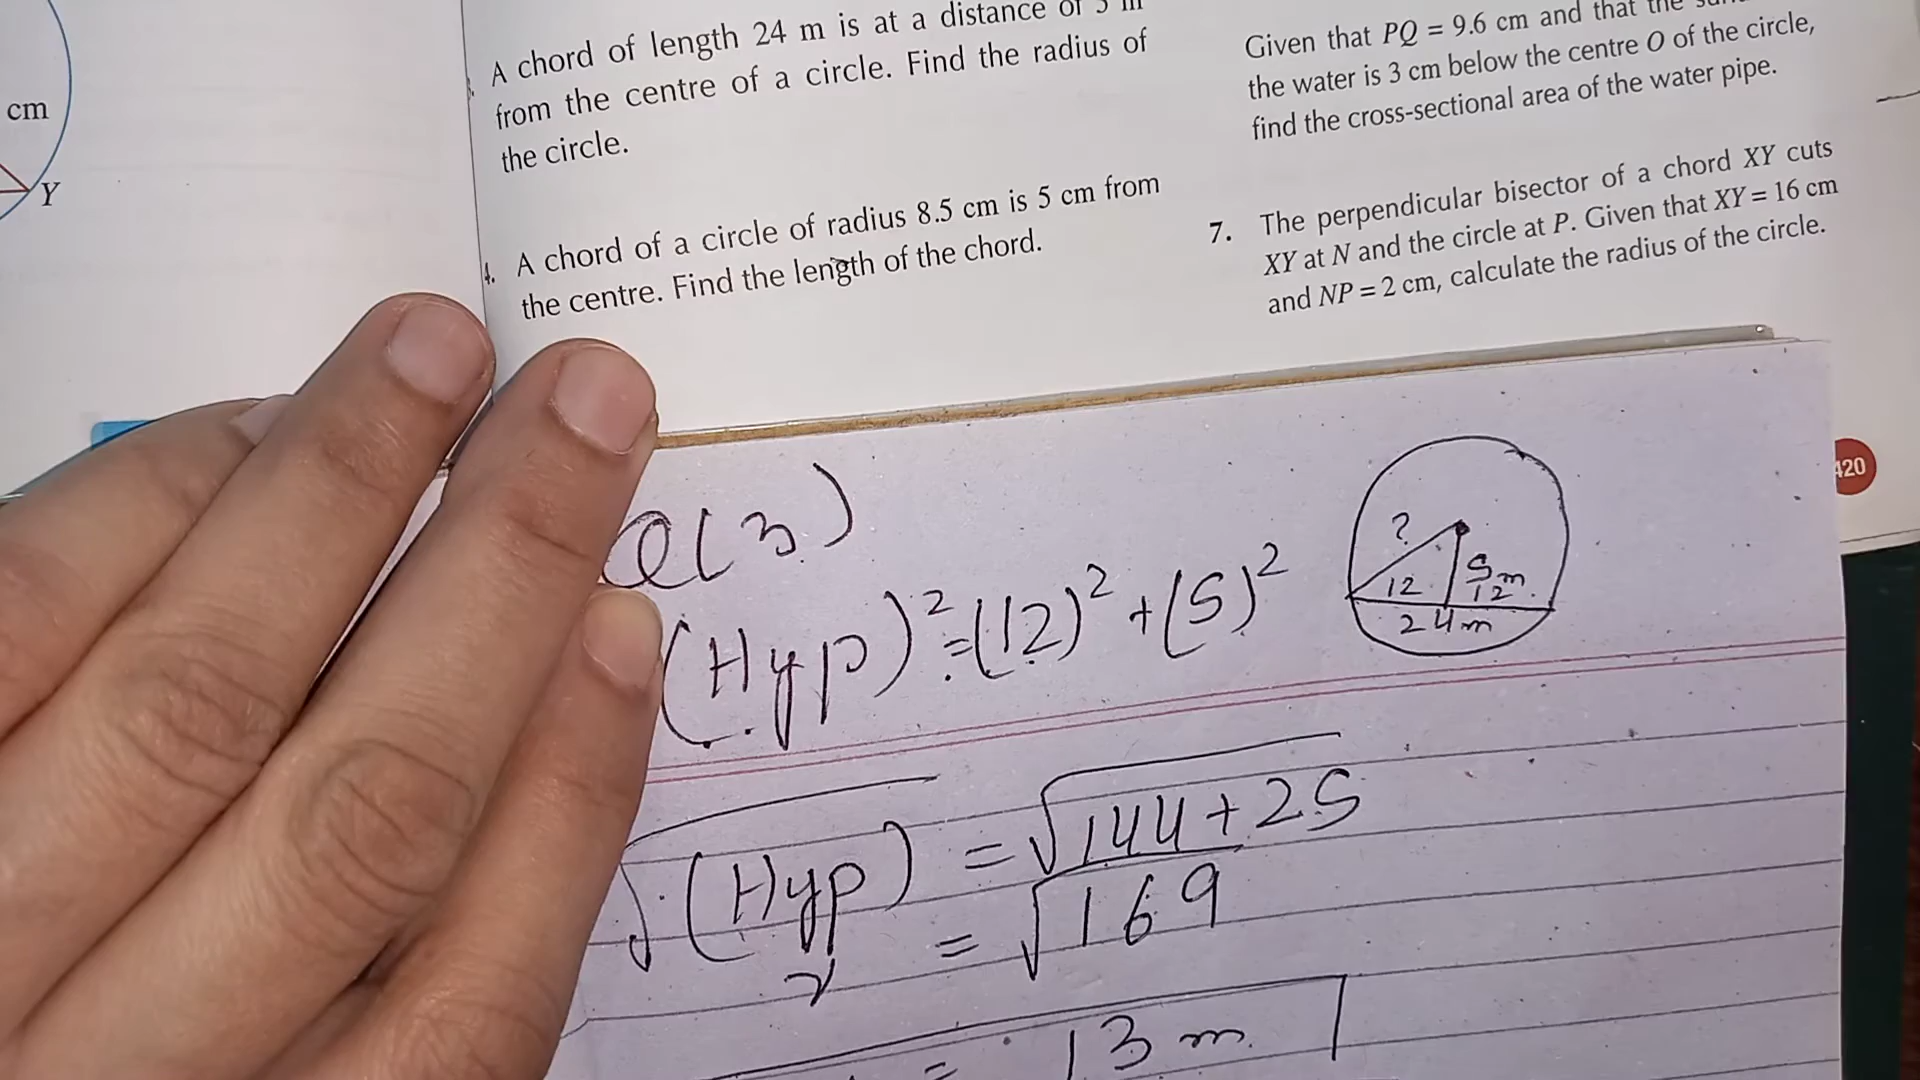 cm
Y
A chord of length 24 m is at a distance of 5 m
from the centre of a circle. Find the radius of
the circle.
4. A chord of a circle of radius 8.5 cm is 5 cm from
the centre. Find the length of the chord.
Given that PQ = 9.6 cm and that the
the water is 3 cm below the centre O of the circle,
find the cross-sectional area of the water pipe.
7. The perpendicular bisector of a chord XY cuts
XY at N and the circle at P. Given that XY = 16 cm
and NP = 2 cm, calculate the radius of the circle.
420
Q(3)
(Hyp)² = (12)² + (5)²
?
12
5m
12
24m
√(Hyp) = √144+25
r = √169
= 13 m